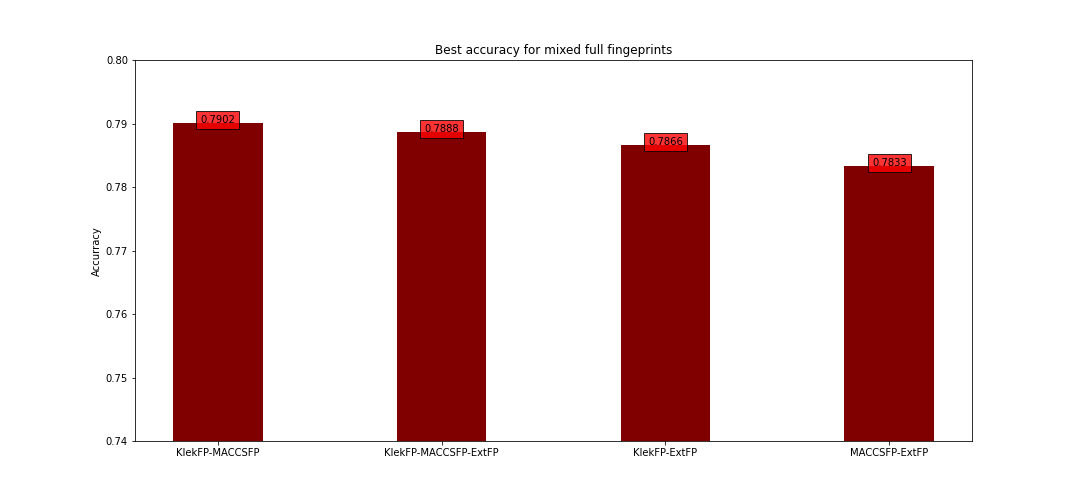 Best accuracy for mixed full fingeprints
0.80
0.79
0.78
0.77
0.76
0.75
0.74
Accurracy
0.7902
0.7888
0.7866
0.7833
KlekFP-MACCSFP
KlekFP-MACCSFP-ExtFP
KlekFP-ExtFP
MACCSFP-ExtFP